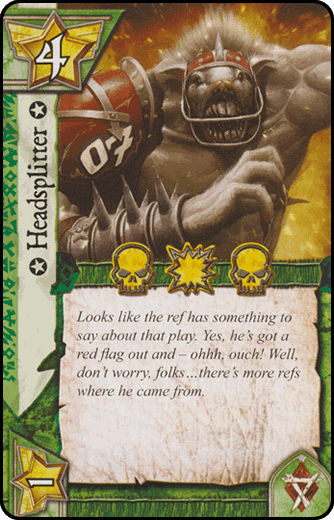 4
✪ Headsplitter ✪
07
Looks like the ref has something to
say about that play. Yes, he's got a
red flag out and – ohhh, ouch! Well,
don't worry, folks…there's more refs
where he came from.
1